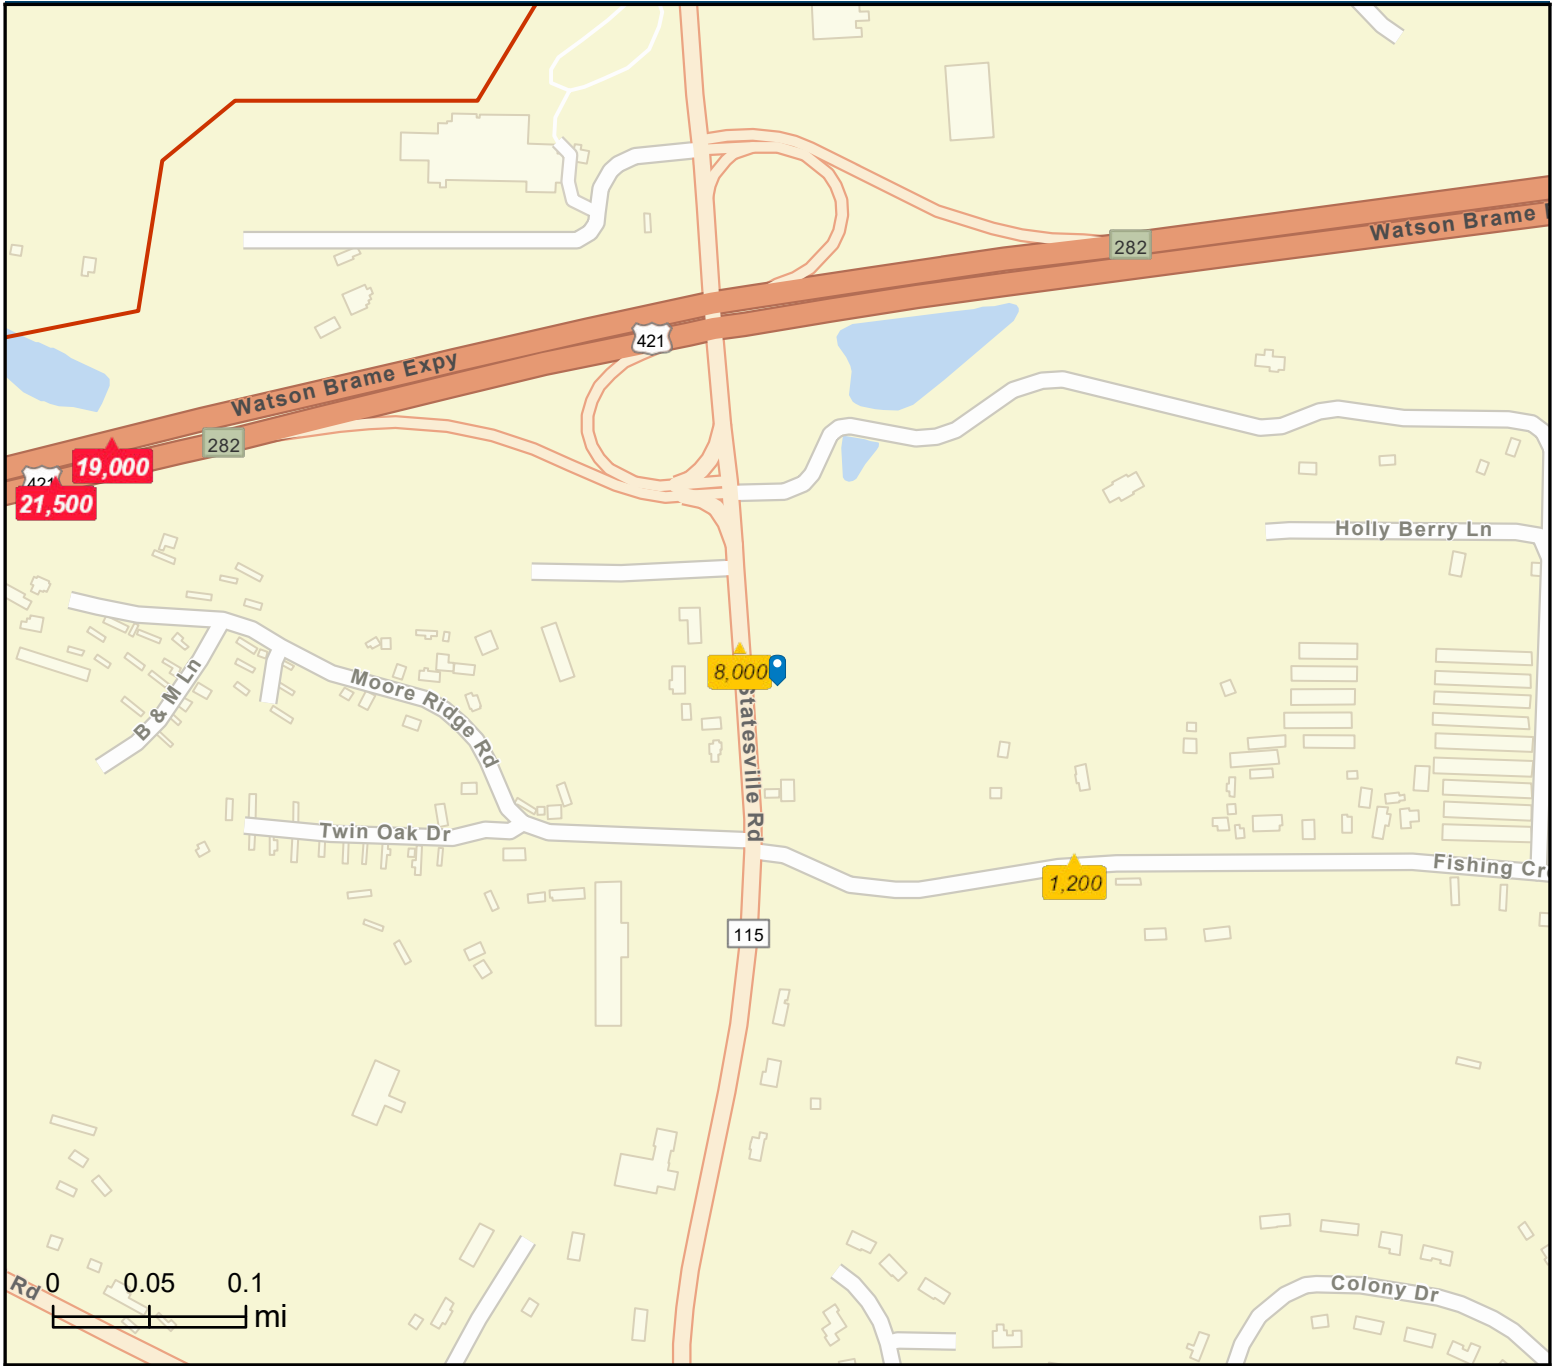 282
Watson Brame
421
Watson Brame Expy
282
19,000
421
21,500
Holly Berry Ln
8,000
B & M Ln
Moore Ridge Rd
Statesville Rd
Twin Oak Dr
Fishing
1,200
115
Rd
0 0.05 0.1
mi
Colony Dr